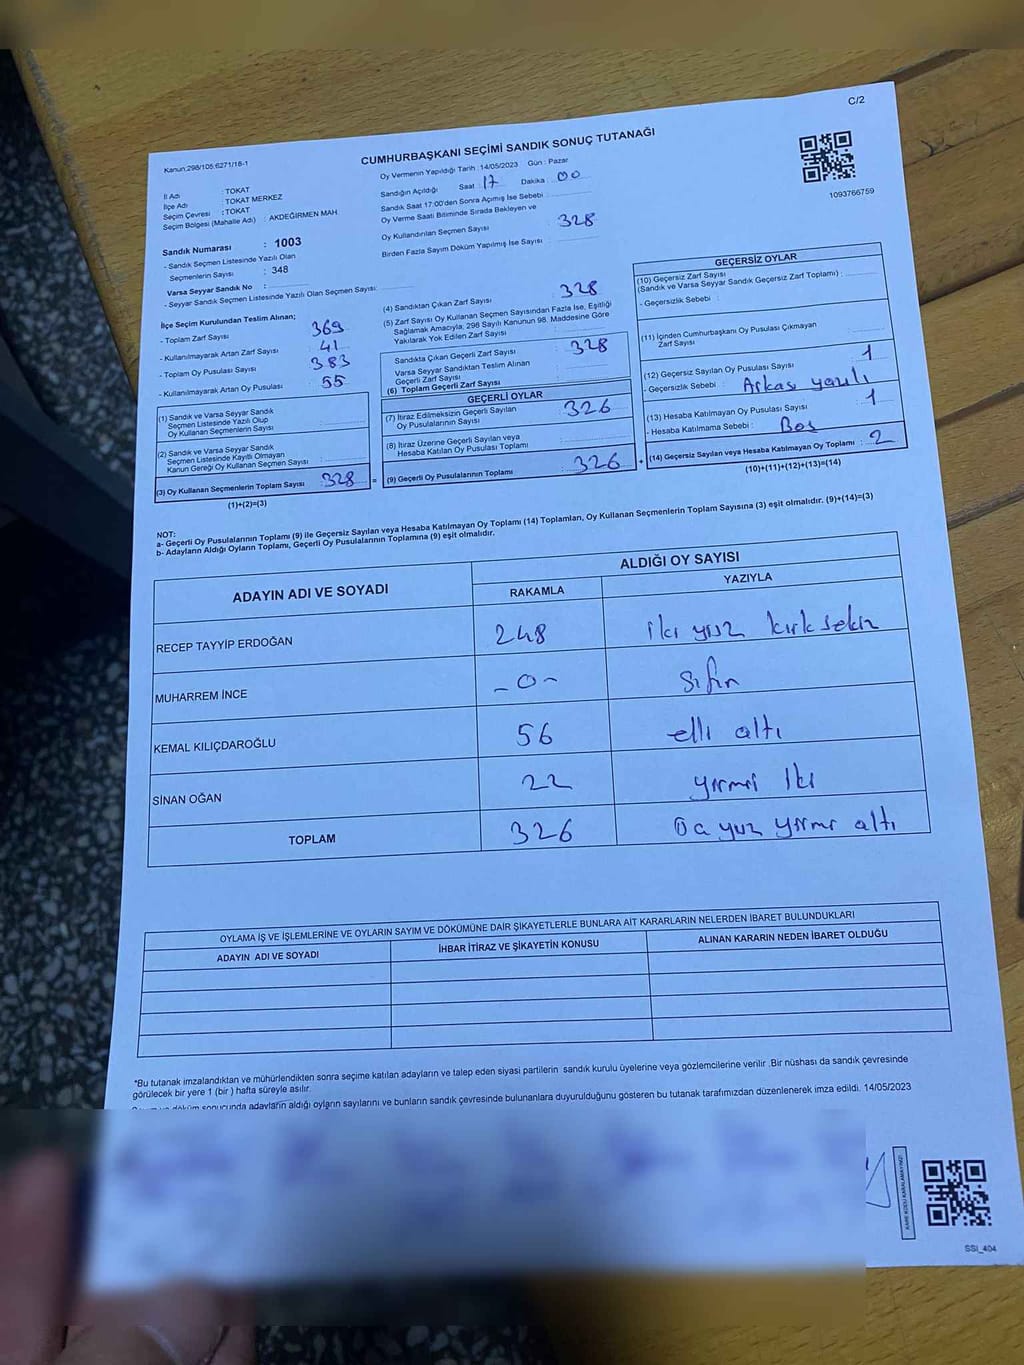 C/2
Kanun:298/105:6271/16-1
CUMHURBAŞKANI SEÇİMİ SANDIK SONUÇ TUTANAĞI
1093766759
İl Adı : TOKAT
İlçe Adı : TOKAT MERKEZ
Seçim Çevresi : TOKAT
Seçim Bölgesi (Mahalle Adı) : AKDEĞİRMEN MAH
Sandık Numarası : 1003
- Sandık Seçmen Listesinde Yazılı Olan
Seçmenlerin Sayısı : 348
Varsa Seyyar Sandık No :
- Seyyar Sandık Seçmen Listesinde Yazılı Olan Seçmen Sayısı:
Oy Vermenin Yapıldığı Tarih : 14/05/2023 Gün : Pazar
Sandığın Açıldığı Saat 17 Dakika : 00
Sandık Saat 17:00'den Sonra Açımış İse Sebebi :
Oy Verme Saati Bitiminde Sırada Bekleyen ve
Oy Kullandırılan Seçmen Sayısı 328
Birden Fazla Sayım Döküm Yapılmış İse Sayısı :
İlçe Seçim Kurulundan Teslim Alınan;
- Toplam Zarf Sayısı : 369
- Kullanılmayarak Artan Zarf Sayısı : 41
- Toplam Oy Pusulası Sayısı : 383
- Kullanılmayarak Artan Oy Pusulası : 55
(1) Sandık ve Varsa Seyyar Sandık
Seçmen Listesinde Yazılı Olup
Oy Kullanan Seçmenlerin Sayısı :
(2) Sandık ve Varsa Seyyar Sandık
Seçmen Listesinde Kayıtlı Olmayan
Kanun Gereği Oy Kullanan Seçmen Sayısı :
(3) Oy Kullanan Seçmenlerin Toplam Sayısı : 328 =
(1)+(2)=(3)
(4) Sandıktan Çıkan Zarf Sayısı : 328
(5) Zarf Sayısı Oy Kullanan Seçmen Sayısından Fazla İse, Eşitliği
Sağlamak Amacıyla, 298 Sayılı Kanunun 98. Maddesine Göre
Yakılarak Yok Edilen Zarf Sayısı :
Sandıkta Çıkan Geçerli Zarf Sayısı : 328
Varsa Seyyar Sandıktan Teslim Alınan
Geçerli Zarf Sayısı :
(6) Toplam Geçerli Zarf Sayısı
GEÇERLİ OYLAR
(7) İtiraz Edilmeksizin Geçerli Sayılan
Oy Pusulalarının Sayısı : 326
(8) İtiraz Üzerine Geçerli Sayılan veya
Hesaba Katılan Oy Pusulası Toplamı :
(9) Geçerli Oy Pusulalarının Toplamı : 326 +
GEÇERSİZ OYLAR
(10) Geçersiz Zarf Sayısı
(Sandık ve Varsa Seyyar Sandık Geçersiz Zarf Toplamı) :
- Geçersizlik Sebebi :
(11) İçinden Cumhurbaşkanı Oy Pusulası Çıkmayan
Zarf Sayısı :
(12) Geçersiz Sayılan Oy Pusulası Sayısı : 1
- Geçersizlik Sebebi : Arkası yazılı
(13) Hesaba Katılmayan Oy Pusulası Sayısı : 1
- Hesaba Katılmama Sebebi : Boş
(14) Geçersiz Sayılan veya Hesaba Katılmayan Oy Toplamı : 2
(10)+(11)+(12)+(13)=(14)
NOT:
a- Geçerli Oy Pusulalarının Toplamı (9) ile Geçersiz Sayılan veya Hesaba Katılmayan Oy Toplamı (14) Toplamları, Oy Kullanan Seçmenlerin Toplam Sayısına (3) eşit olmalıdır. (9)+(14)=(3)
b- Adayların Aldığı Oyların Toplamı, Geçerli Oy Pusulalarının Toplamına (9) eşit olmalıdır.
ADAYIN ADI VE SOYADI ALDIĞI OY SAYISI
RAKAMLA YAZIYLA
RECEP TAYYİP ERDOĞAN 248 iki yüz kırk sekiz
MUHARREM İNCE -0- Sıfır
KEMAL KILIÇDAROĞLU 56 elli altı
SİNAN OĞAN 22 yirmi iki
TOPLAM 326 üç yüz yirmi altı
OYLAMA İŞ VE İŞLEMLERİNE VE OYLARIN SAYIM VE DÖKÜMÜNE DAİR ŞİKAYETLERLE BUNLARA AİT KARARLARIN NELERDEN İBARET BULUNDUKLARI
ADAYIN ADI VE SOYADI İHBAR İTİRAZ VE ŞİKAYETİN KONUSU ALINAN KARARIN NEDEN İBARET OLDUĞU
*Bu tutanak imzalandıktan ve mühürlendikten sonra seçime katılan adayların ve talep eden siyasi partilerin sandık kurulu üyelerine veya gözlemcilerine verilir .Bir nüshası da sandık çevresinde
görülecek bir yere 1 (bir ) hafta süreyle asılır.
sonucunda adayların aldığı oyların sayılarını ve bunların sandık çevresinde bulunanlara duyurulduğunu gösteren bu tutanak tarafımızdan düzenlenerek imza edildi. 14/05/2023
KARE KODU KARALAMAYINIZ!
SSI_404